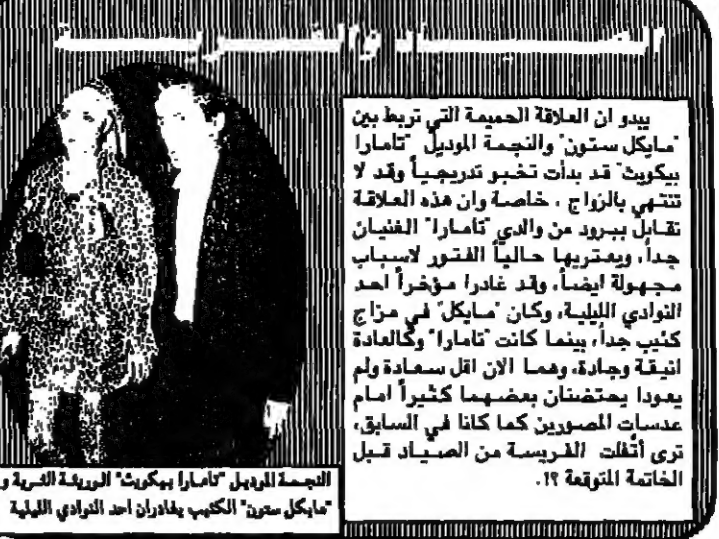 الصياد والفريسة
يبدو ان العلاقة الحميمة التي تربط بين
"مايكل ستون" والنجمة الموديل "تامارا
بيكويث" قد بدأت تخبو تدريجياً وقد لا
تنتهي بالزواج ، خاصة وان هذه العلاقة
تقابل ببرود من والدي "تامارا" الغنيان
جداً، ويعتريها حالياً الفتور لاسباب
مجهولة ايضاً، وقد غادرا مؤخراً احد
النوادي الليلية، وكان "مايكل" في مزاج
كئيب جداً، بينما كانت "تامارا" وكالعادة
انيقة وجادة، وهما الان اقل سعادة ولم
يعودا يحتضنان بعضهما كثيراً امام
عدسات المصورين كما كانا في السابق،
ترى أتفلت الفريسة من الصياد قبل
الخاتمة المتوقعة ؟!.
النجمة الموديل "تامارا بيكويث" الوريثة الثرية و
"مايكل ستون" الكئيب يغادران احد النوادي الليلية